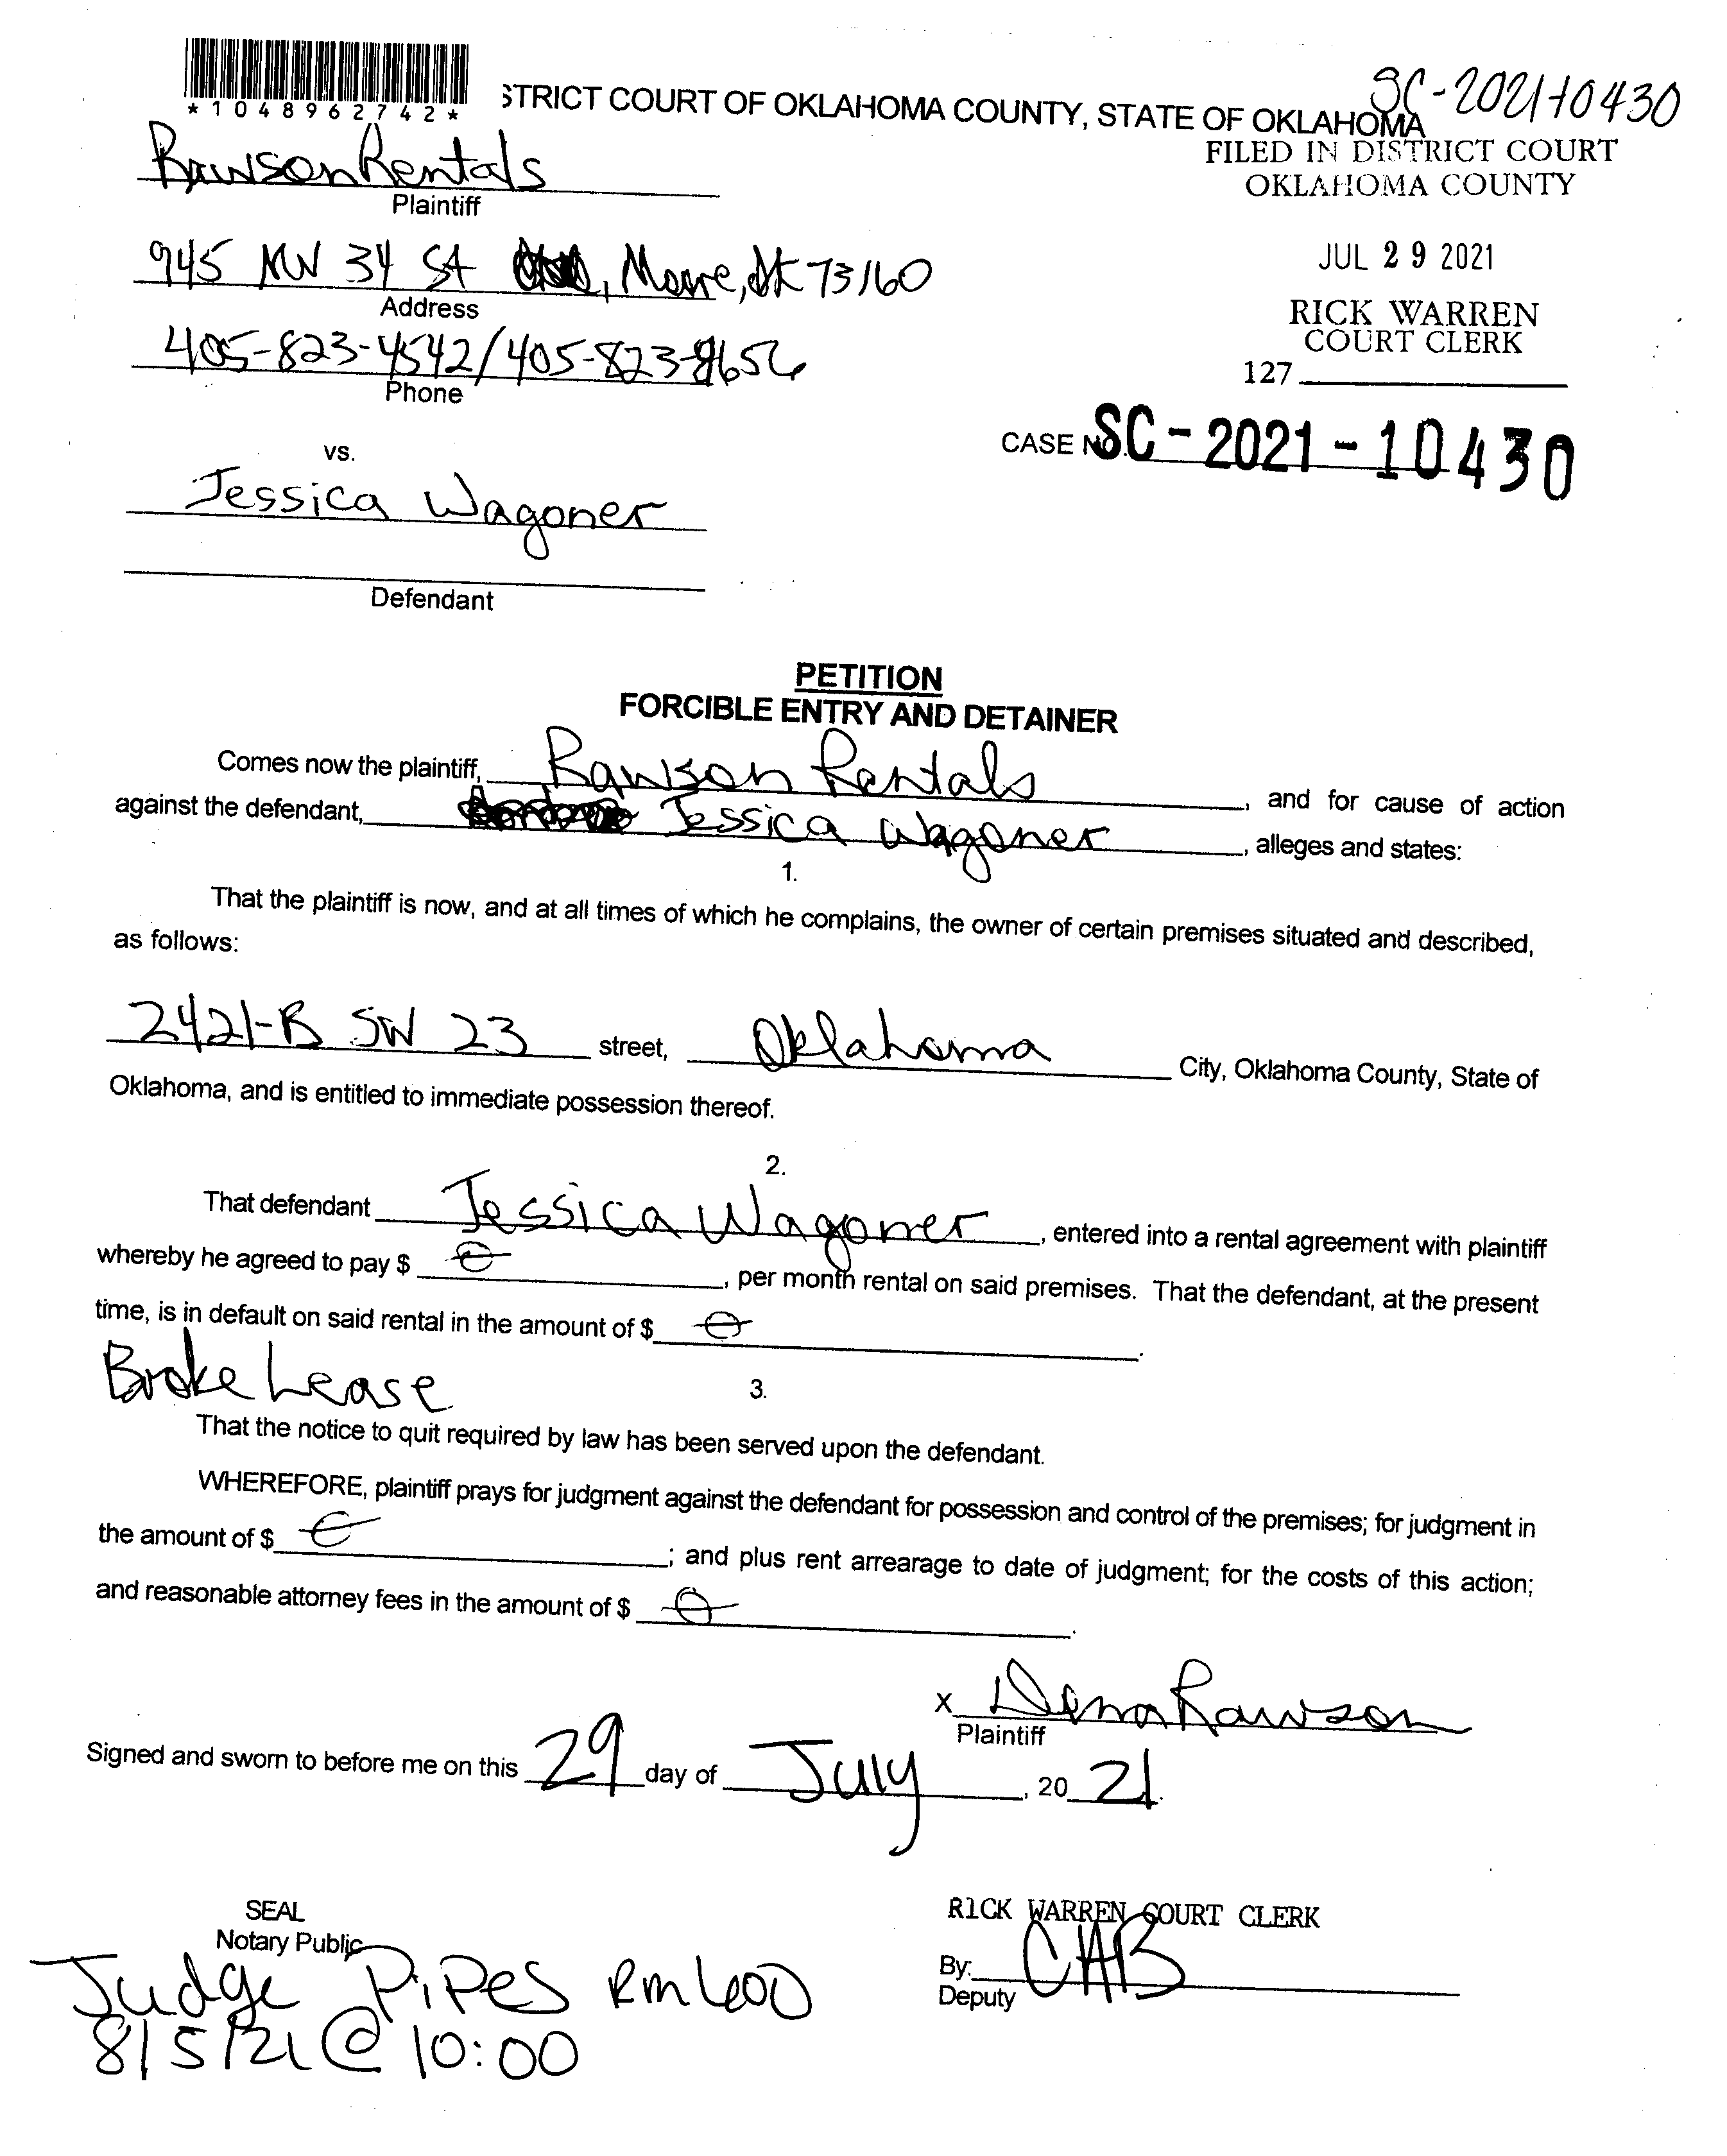 *1048962742*
STRICT COURT OF OKLAHOMA COUNTY, STATE OF OKLAHOMA
SC-2021-10430
FILED IN DISTRICT COURT
OKLAHOMA COUNTY
Rawson Rentals
Plaintiff
945 NW 34 St , Moore, Ok 73160
Address
JUL 29 2021
RICK WARREN
COURT CLERK
405-823-4542/405-823-8656
Phone
127
CASE NO. SC-2021-10430
vs.
Jessica Wagoner
Defendant
PETITION
FORCIBLE ENTRY AND DETAINER
Comes now the plaintiff, Rawson Rentals, and for cause of action
against the defendant, Jessica Wagoner, alleges and states:
1.
That the plaintiff is now, and at all times of which he complains, the owner of certain premises situated and described,
as follows:
2421-B SW 23 street, Oklahoma City, Oklahoma County, State of
Oklahoma, and is entitled to immediate possession thereof.
2.
That defendant Jessica Wagoner, entered into a rental agreement with plaintiff
whereby he agreed to pay $ 0, per month rental on said premises. That the defendant, at the present
time, is in default on said rental in the amount of $ 0.
Broke Lease
3.
That the notice to quit required by law has been served upon the defendant.
WHEREFORE, plaintiff prays for judgment against the defendant for possession and control of the premises; for judgment in
the amount of $ 0; and plus rent arrearage to date of judgment; for the costs of this action;
and reasonable attorney fees in the amount of $ 0.
X Dena Rawson
Plaintiff
Signed and sworn to before me on this 29 day of July, 20 21.
SEAL
Notary Public
RICK WARREN COURT CLERK
By: CAB
Deputy
Judge Pipes Rm 600
8/5/21 @ 10:00